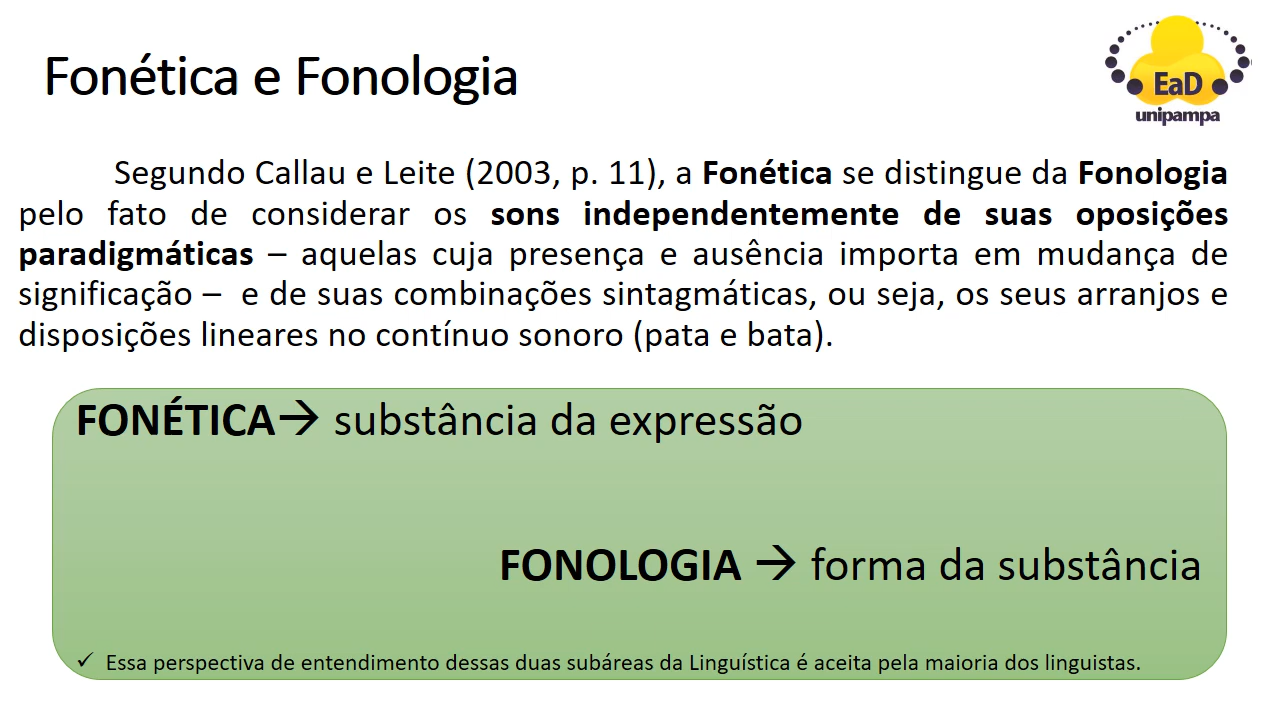 Fonética e Fonologia
EaD
unipampa
Segundo Callau e Leite (2003, p. 11), a Fonética se distingue da Fonologia
pelo fato de considerar os sons independentemente de suas oposições
paradigmáticas – aquelas cuja presença e ausência importa em mudança de
significação – e de suas combinações sintagmáticas, ou seja, os seus arranjos e
disposições lineares no contínuo sonoro (pata e bata).
FONÉTICA→ substância da expressão
FONOLOGIA → forma da substância
✓ Essa perspectiva de entendimento dessas duas subáreas da Linguística é aceita pela maioria dos linguistas.